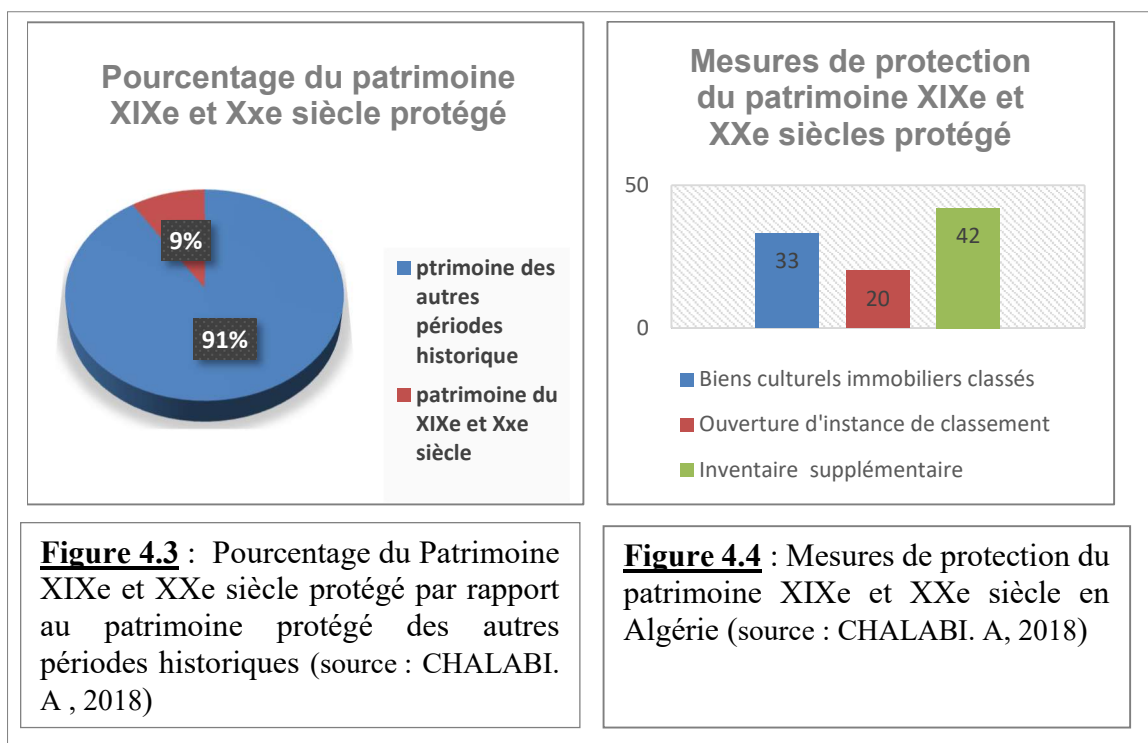 Pourcentage du patrimoine
XIXe et Xxe siècle protégé
9%
91%
ptrimoine des
autres
périodes
historique
patrimoine du
XIXe et Xxe
siècle
Mesures de protection
du patrimoine XIXe et
XXe siècles protégé
50
0
33
20
42
Biens culturels immobiliers classés
Ouverture d'instance de classement
Inventaire supplémentaire
Figure 4.3 : Pourcentage du Patrimoine
XIXe et XXe siècle protégé par rapport
au patrimoine protégé des autres
périodes historiques (source : CHALABI.
A , 2018)
Figure 4.4 : Mesures de protection du
patrimoine XIXe et XXe siècle en
Algérie (source : CHALABI. A, 2018)